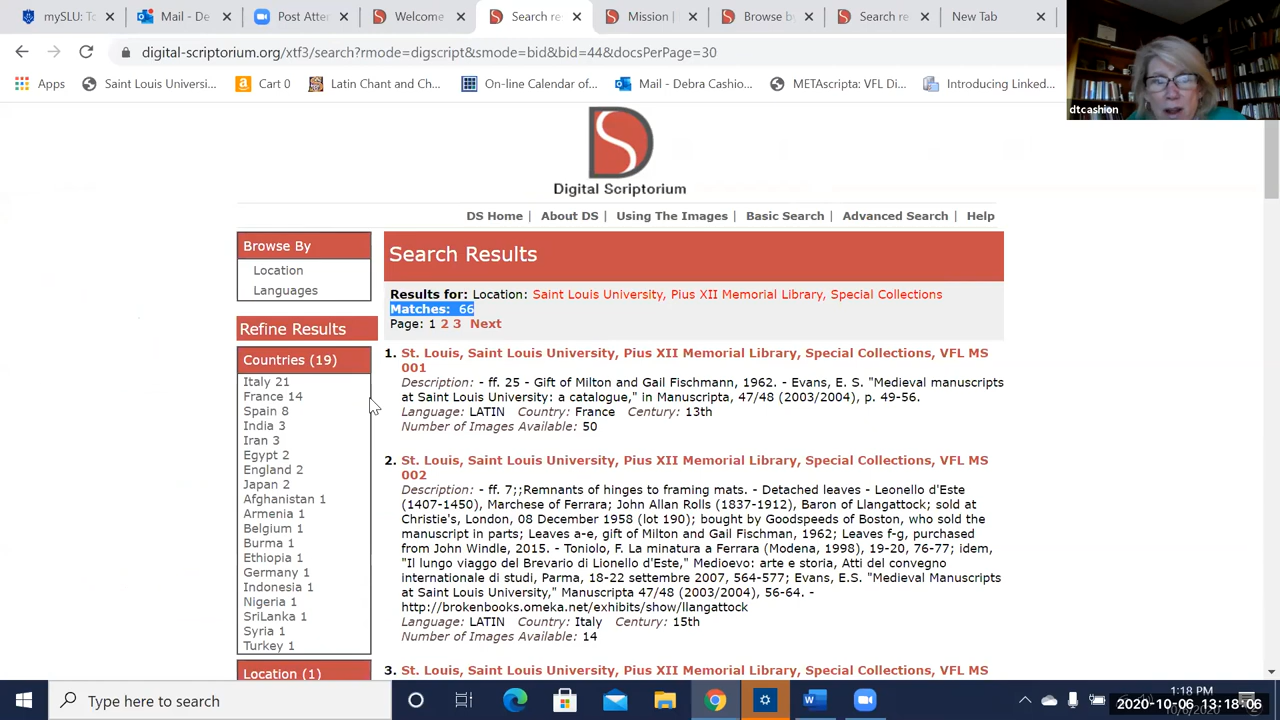 mySLU: Tc
Mail - De
Post Atter
Welcome
Search re
Mission |
Browse b
Search re
New Tab
digital-scriptorium.org/xtf3/search?rmode=digscript&smode=bid&bid=44&docsPerPage=30
Apps
Saint Louis Universi...
Cart 0
Latin Chant and Ch...
On-line Calendar of...
Mail - Debra Cashio...
METAscripta: VFL Di...
Introducing Linked...
dtcashion
Digital Scriptorium
DS Home | About DS | Using The Images | Basic Search | Advanced Search | Help
Browse By
Location
Languages
Refine Results
Countries (19)
Italy 21
France 14
Spain 8
India 3
Iran 3
Egypt 2
England 2
Japan 2
Afghanistan 1
Armenia 1
Belgium 1
Burma 1
Ethiopia 1
Germany 1
Indonesia 1
Nigeria 1
SriLanka 1
Syria 1
Turkey 1
Location (1)
Search Results
Results for: Location: Saint Louis University, Pius XII Memorial Library, Special Collections
Matches: 66
Page: 1 2 3 Next
1. St. Louis, Saint Louis University, Pius XII Memorial Library, Special Collections, VFL MS
001
Description: - ff. 25 - Gift of Milton and Gail Fischmann, 1962. - Evans, E. S. "Medieval manuscripts
at Saint Louis University: a catalogue," in Manuscripta, 47/48 (2003/2004), p. 49-56.
Language: LATIN Country: France Century: 13th
Number of Images Available: 50
2. St. Louis, Saint Louis University, Pius XII Memorial Library, Special Collections, VFL MS
002
Description: - ff. 7;;Remnants of hinges to framing mats. - Detached leaves - Leonello d'Este
(1407-1450), Marchese of Ferrara; John Allan Rolls (1837-1912), Baron of Llangattock; sold at
Christie's, London, 08 December 1958 (lot 190); bought by Goodspeeds of Boston, who sold the
manuscript in parts; Leaves a-e, gift of Milton and Gail Fischman, 1962; Leaves f-g, purchased
from John Windle, 2015. - Toniolo, F. La minatura a Ferrara (Modena, 1998), 19-20, 76-77; idem,
"Il lungo viaggo del Brevario di Lionello d'Este," Medioevo: arte e storia, Atti del convegno
internationale di studi, Parma, 18-22 settembre 2007, 564-577; Evans, E.S. "Medieval Manuscripts
at Saint Louis University," Manuscripta 47/48 (2003/2004), 56-64. -
http://brokenbooks.omeka.net/exhibits/show/llangattock
Language: LATIN Country: Italy Century: 15th
Number of Images Available: 14
3. St. Louis, Saint Louis University, Pius XII Memorial Library, Special Collections, VFL MS
Type here to search
1:18 PM
2020-10-06 13:18:06